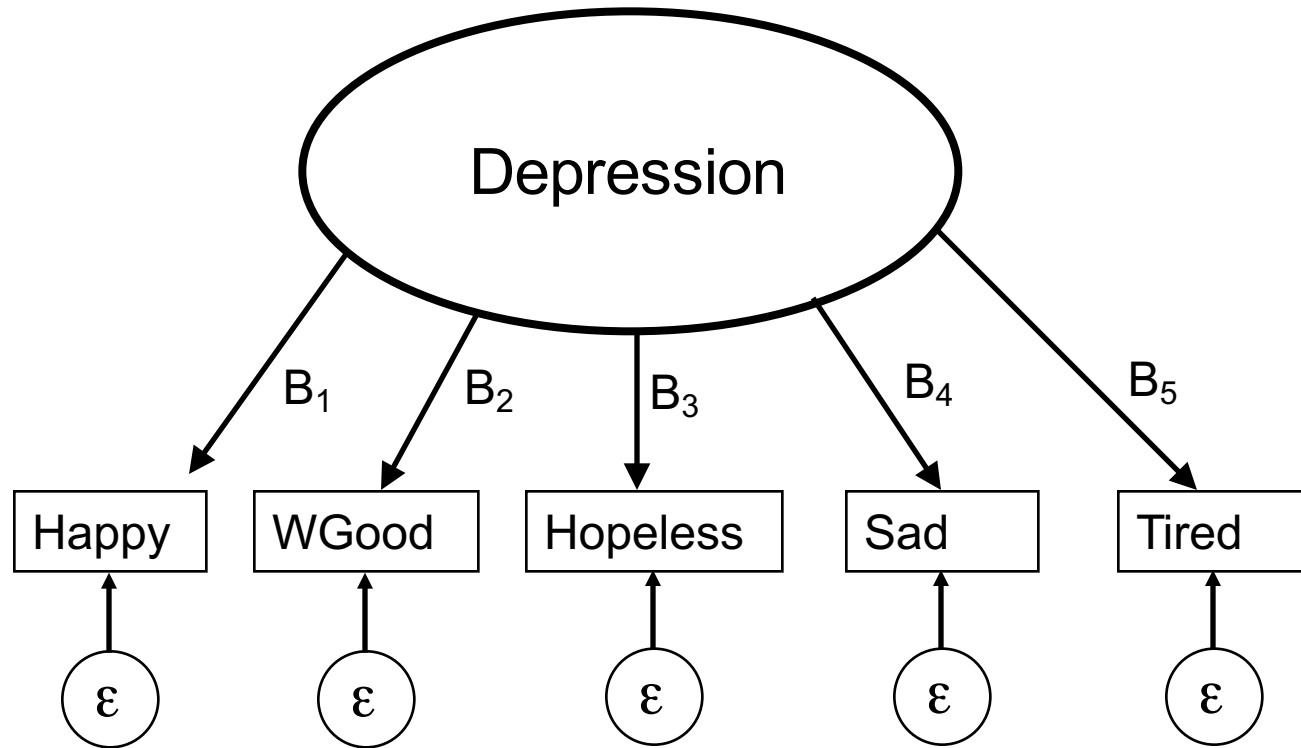 Depression
B₁ B₂ B₃ B₄ B₅
Happy WGood Hopeless Sad Tired
ε ε ε ε ε